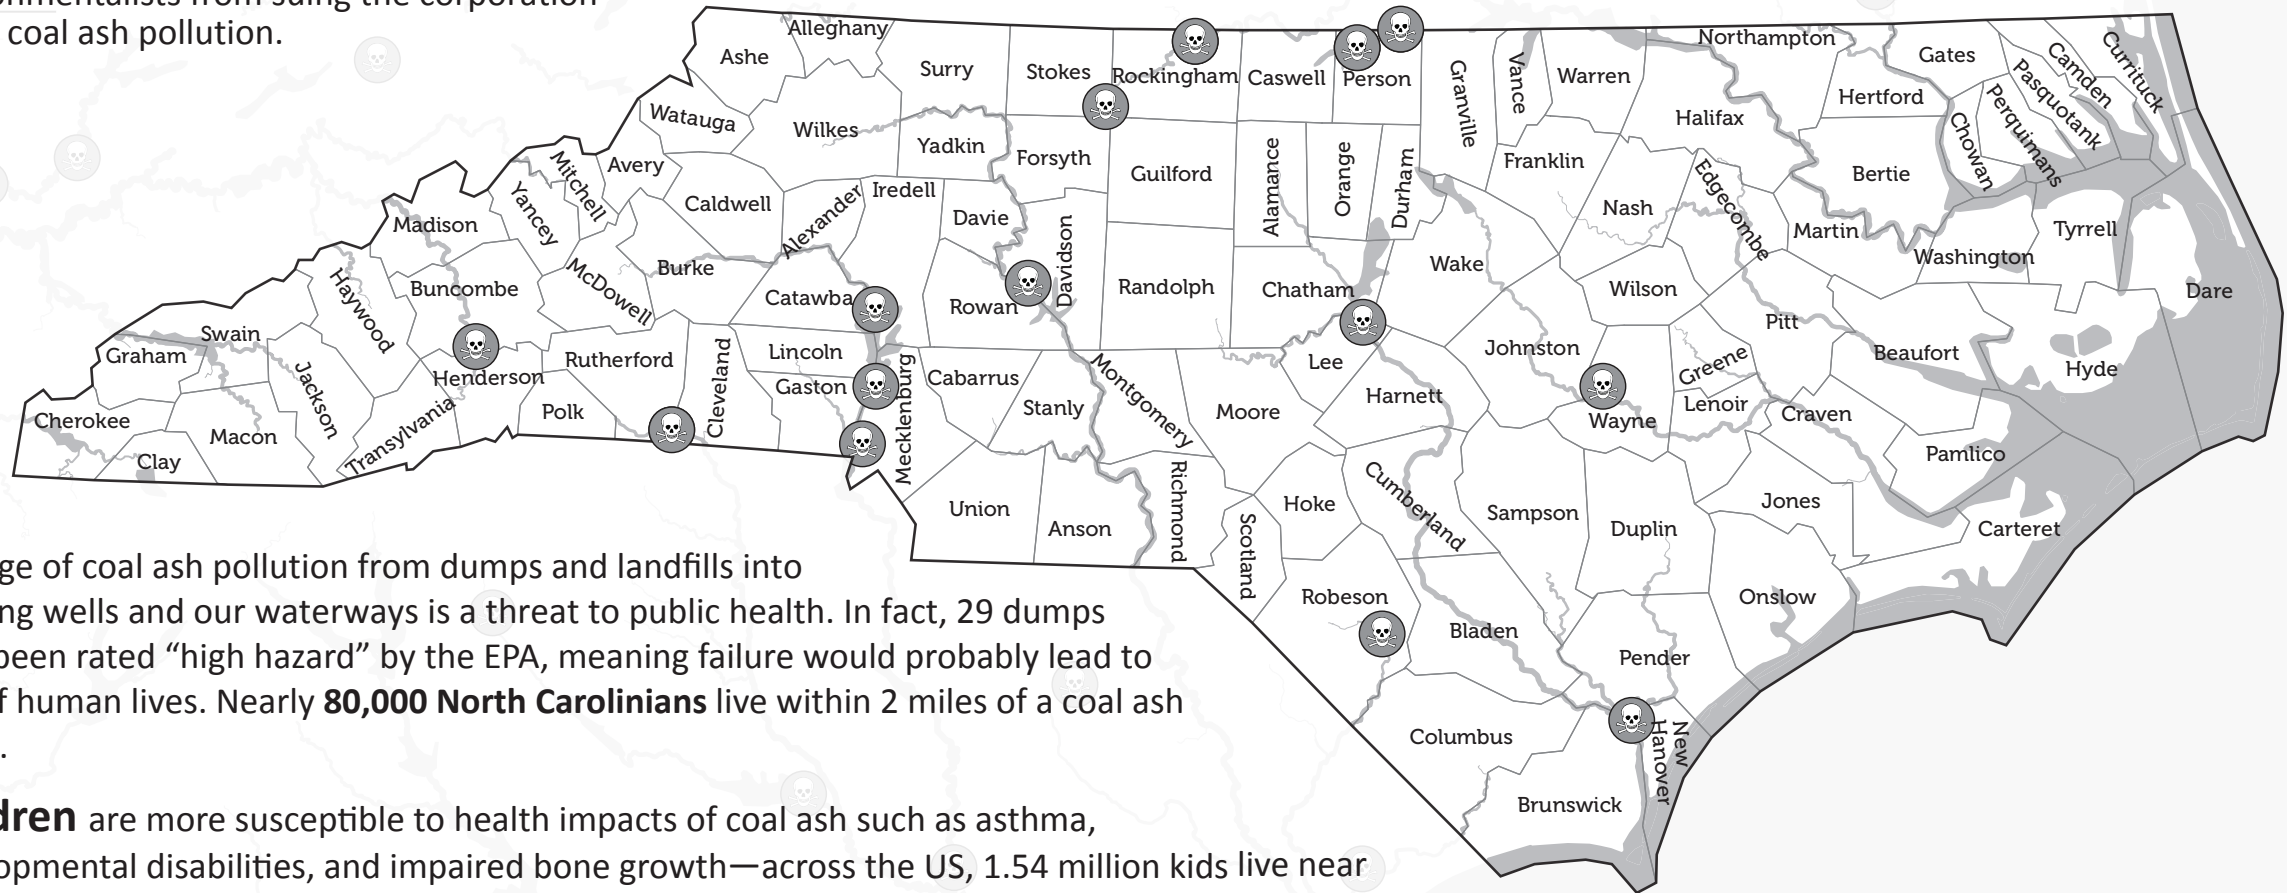 onmentalists from suing the corporation
coal ash pollution.
Alleghany
Ashe
Surry
Stokes
Rockingham
Caswell
Person
Granville
Vance
Warren
Northampton
Gates
Camden
Currituck
Pasquotank
Perquimans
Hertford
Chowan
Halifax
Watauga
Wilkes
Yadkin
Forsyth
Guilford
Alamance
Orange
Durham
Franklin
Nash
Edgecombe
Bertie
Martin
Washington
Tyrrell
Dare
Mitchell
Avery
Yancey
Caldwell
Alexander
Iredell
Davie
Davidson
Madison
Buncombe
McDowell
Burke
Catawba
Rowan
Randolph
Chatham
Wake
Wilson
Pitt
Beaufort
Hyde
Haywood
Swain
Graham
Jackson
Henderson
Rutherford
Cleveland
Lincoln
Gaston
Mecklenburg
Cabarrus
Stanly
Montgomery
Moore
Lee
Harnett
Johnston
Wayne
Greene
Lenoir
Craven
Pamlico
Cherokee
Clay
Macon
Transylvania
Polk
Union
Anson
Richmond
Scotland
Hoke
Cumberland
Sampson
Duplin
Jones
Carteret
Onslow
Robeson
Bladen
Pender
Columbus
New
Hanover
Brunswick
ge of coal ash pollution from dumps and landfills into
ng wells and our waterways is a threat to public health. In fact, 29 dumps
been rated “high hazard” by the EPA, meaning failure would probably lead to
f human lives. Nearly 80,000 North Carolinians live within 2 miles of a coal ash
.
dren are more susceptible to health impacts of coal ash such as asthma,
opmental disabilities, and impaired bone growth—across the US, 1.54 million kids live near